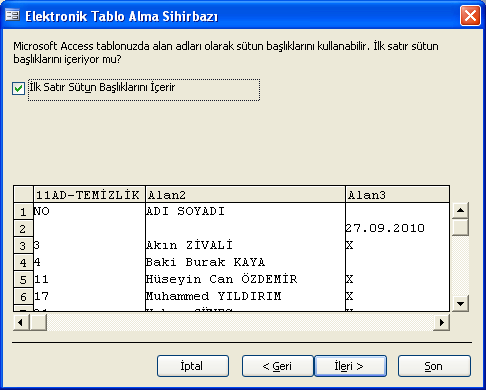 Elektronik Tablo Alma Sihirbazı
Microsoft Access tablonuzda alan adları olarak sütun başlıklarını kullanabilir. İlk satır sütun
başlıklarını içeriyor mu?
İlk Satır Sütun Başlıklarını İçerir
11AD-TEMİZLİK Alan2 Alan3
1 NO ADI SOYADI
2 27.09.2010
3 3 Akın ZİVALİ X
4 4 Baki Burak KAYA
5 11 Hüseyin Can ÖZDEMİR X
6 17 Muhammed YILDIRIM X
İptal < Geri İleri > Son